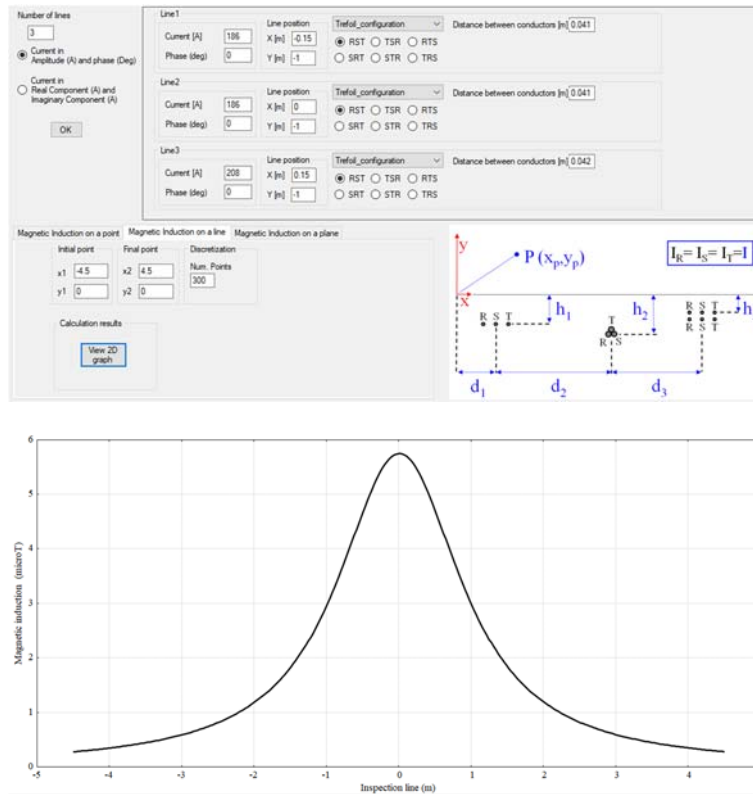 Number of lines
3
Current in
Amplitude (A) and phase (Deg)
Current in
Real Component (A) and
Imaginary Component (A)
OK
Line1
Current [A] 186
Phase (deg) 0
Line position
X [m] -0.15
Y [m] -1
Trefoil_configuration
RST TSR RTS
SRT STR TRS
Distance between conductors [m] 0.041
Line2
Current [A] 186
Phase (deg) 0
Line position
X [m] 0
Y [m] -1
Trefoil_configuration
RST TSR RTS
SRT STR TRS
Distance between conductors [m] 0.041
Line3
Current [A] 208
Phase (deg) 0
Line position
X [m] 0.15
Y [m] -1
Trefoil_configuration
RST TSR RTS
SRT STR TRS
Distance between conductors [m] 0.042
Magnetic Induction on a point Magnetic Induction on a line Magnetic Induction on a plane
Initial point
x1 -4.5
y1 0
Final point
x2 4.5
y2 0
Discretization
Num. Points
300
Calculation results
View 2D
graph
y
P (xp,yp)
IR= IS= IT=I
x
h1
h2
h
R S T
T
R S
R S T
R S T
d1
d2
d3
6
5
4
3
2
1
0
-5 -4 -3 -2 -1 0 1 2 3 4
Magnetic induction (microT)
Inspection line (m)